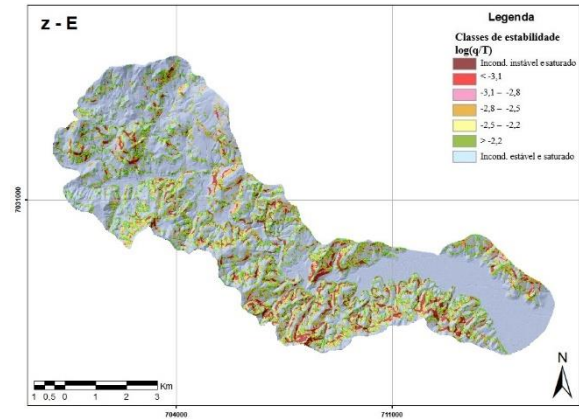 z - E
Legenda
Classes de estabilidade
log(q/T)
Incond. instável e saturado
< -3,1
-3,1 – -2,8
-2,8 – -2,5
-2,5 – -2,2
> -2,2
Incond. estável e saturado
7031000
N
Km
1 0,5 0 1 2 3
704000
711000